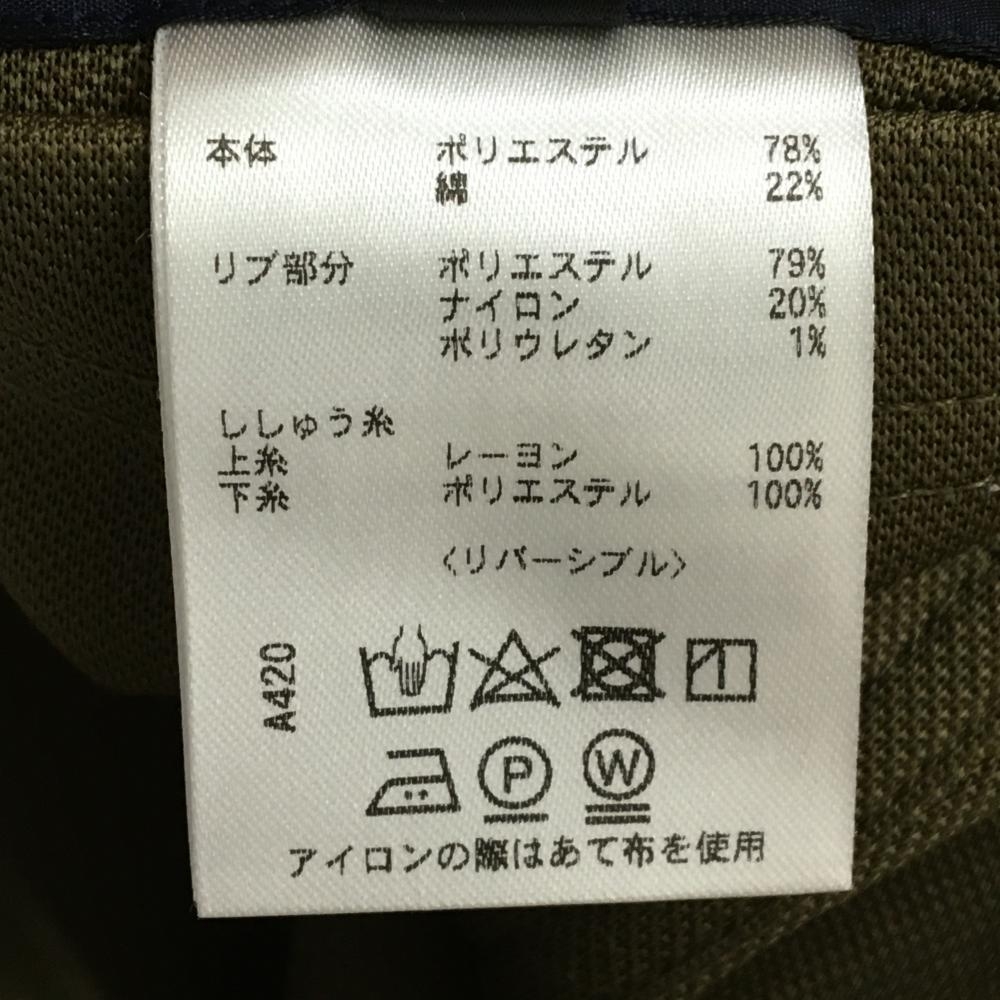 本体 ポリエステル 78%
綿 22%
リブ部分 ポリエステル 79%
ナイロン 20%
ポリウレタン 1%
ししゅう糸
上糸 レーヨン 100%
下糸 ポリエステル 100%
〈リバーシブル〉
A420
P W
アイロンの際はあて布を使用